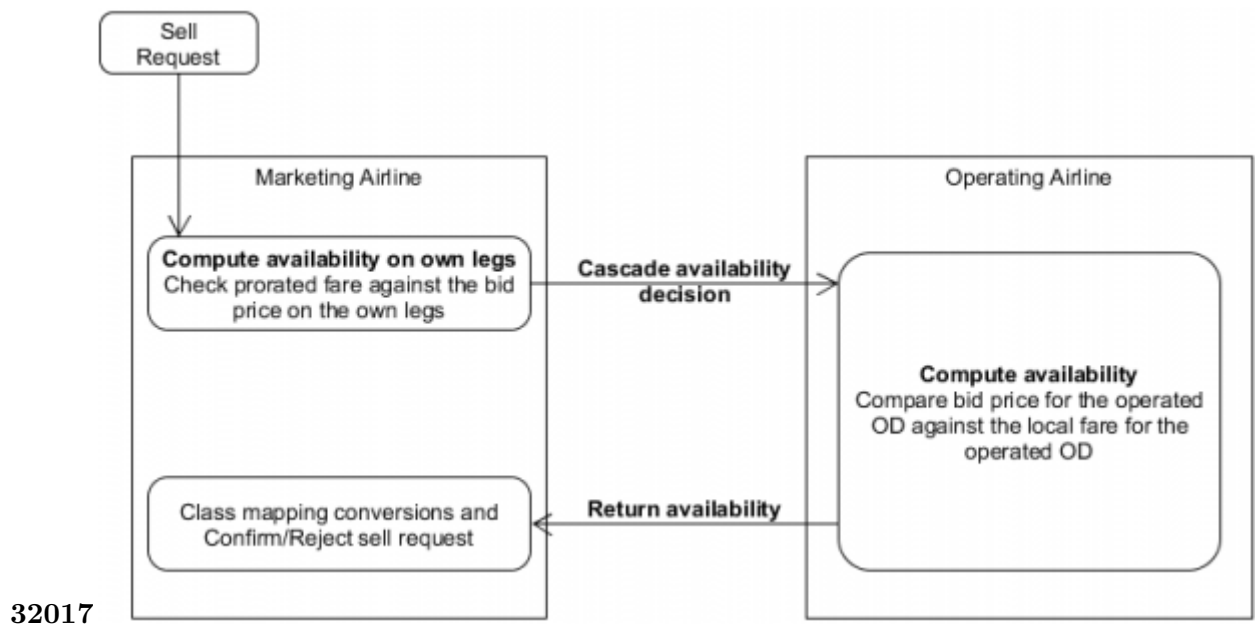 Sell
Request
Marketing Airline
Operating Airline
Compute availability on own legs
Check prorated fare against the bid
price on the own legs
Cascade availability
decision
Compute availability
Compare bid price for the operated
OD against the local fare for the
operated OD
Class mapping conversions and
Confirm/Reject sell request
Return availability
32017